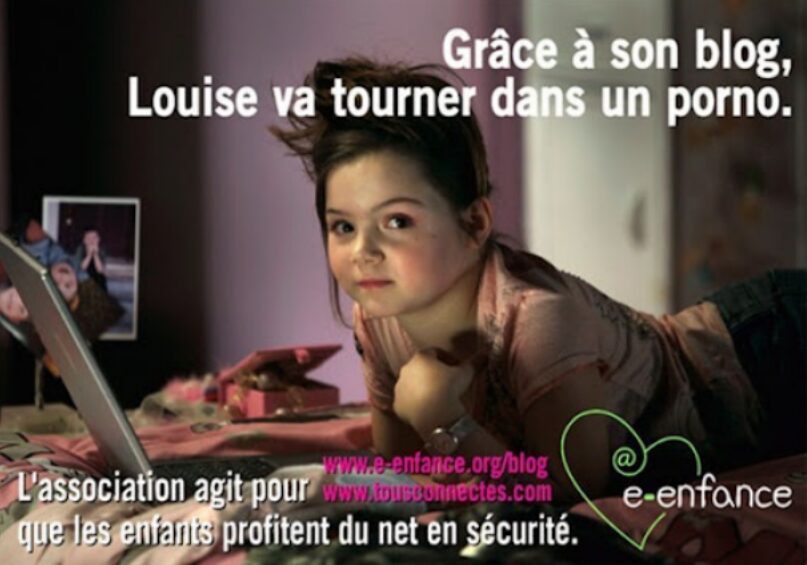 Grâce à son blog,
Louise va tourner dans un porno.
www.e-enfance.org/blog
L'association agit pour www.tousconnectes.com
que les enfants profitent du net en sécurité.
@
e-enfance